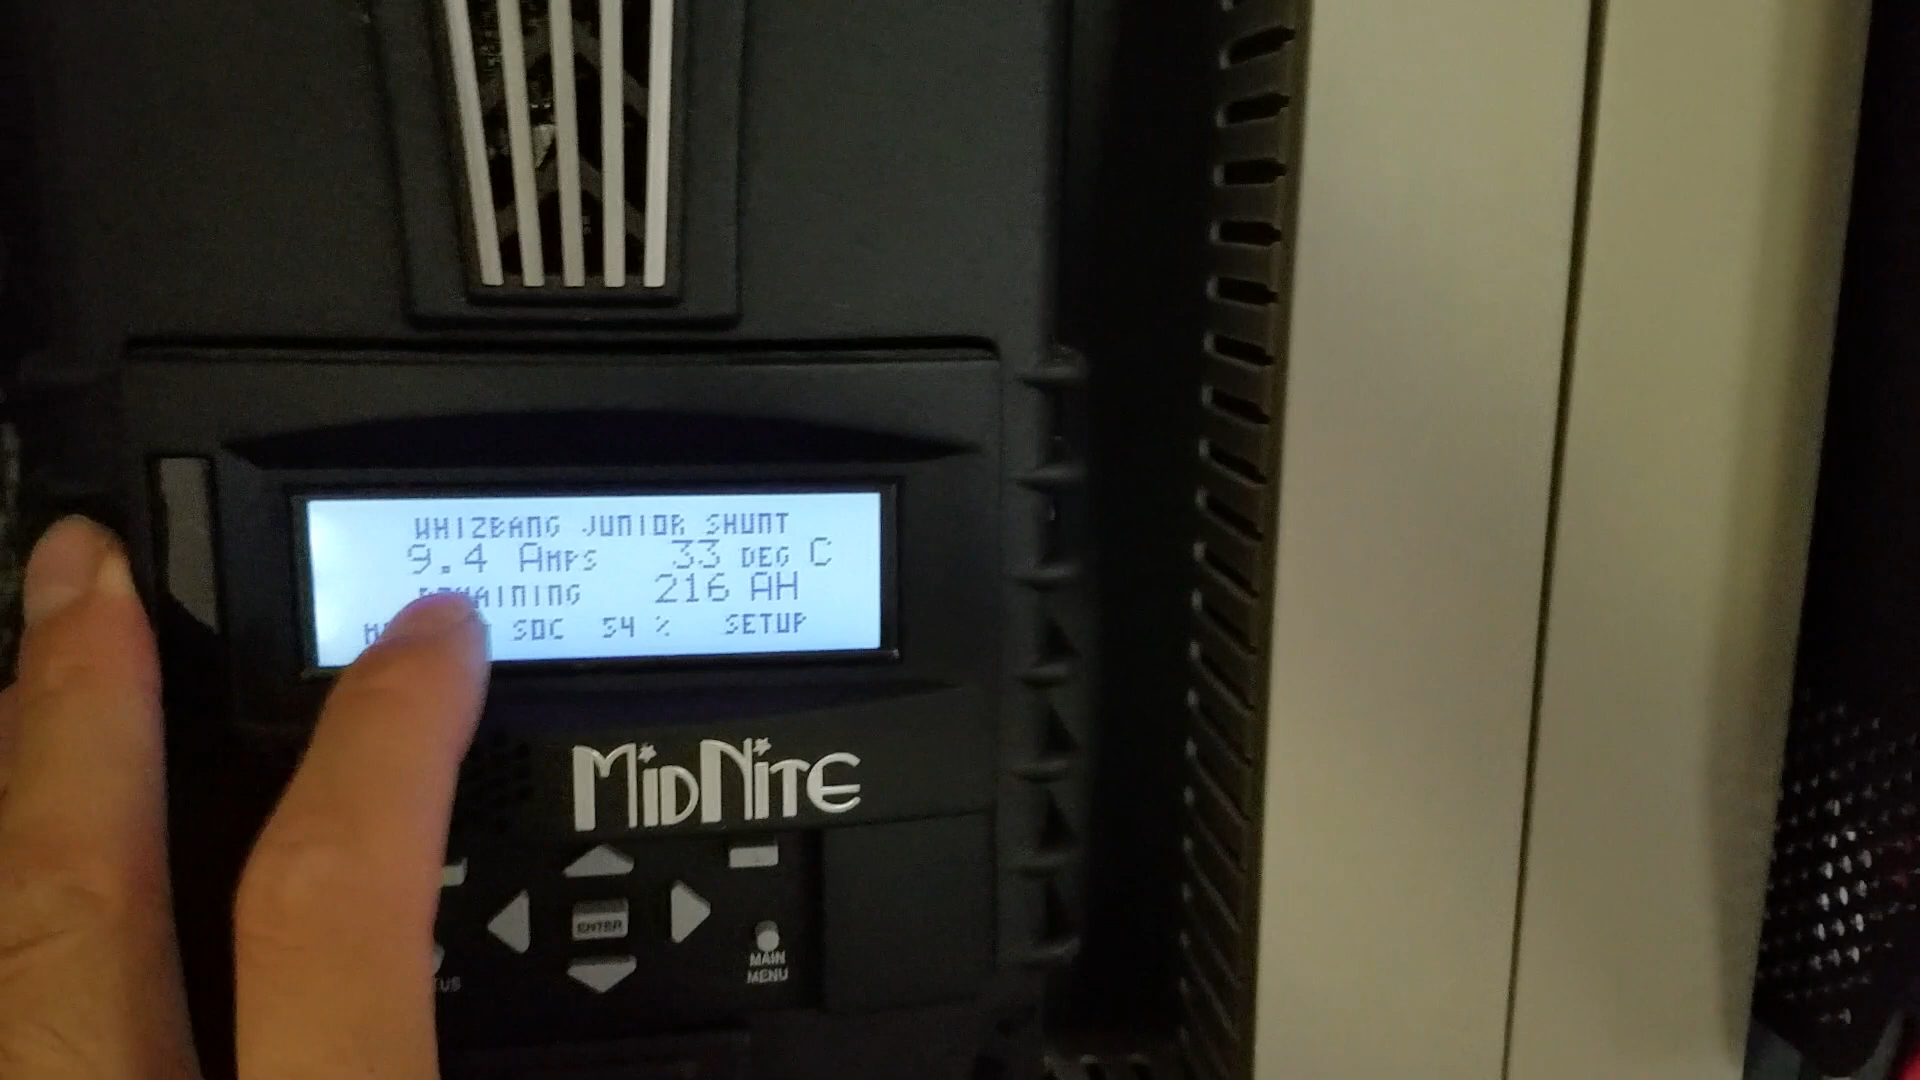 WHIZBANG JUNIOR SHUNT
9.4 AMPS 33 DEG C
REMAINING 216 AH
SOC 54 % SETUP
MIDNITE
ENTER
MAIN
MENU